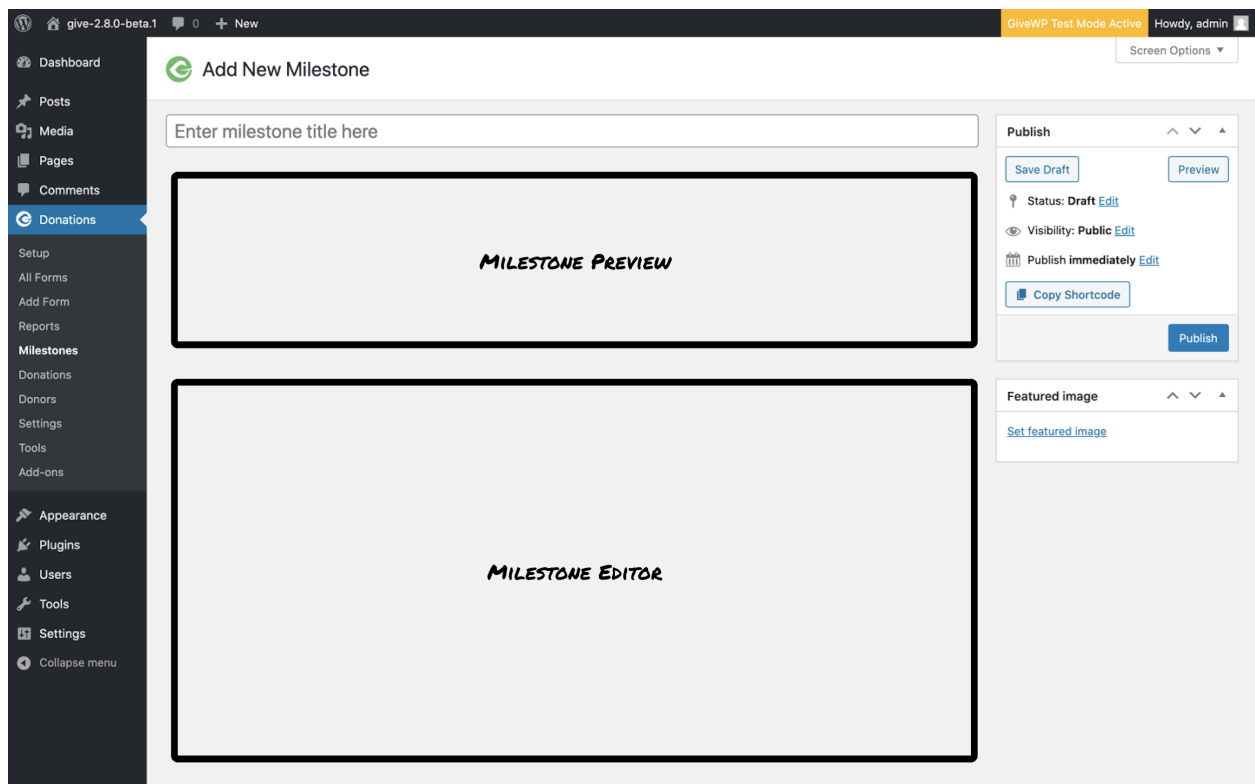 give-2.8.0-beta.1 0 + New GiveWP Test Mode Active Howdy, admin
Screen Options ▼
Dashboard
Posts
Media
Pages
Comments
Donations
Setup
All Forms
Add Form
Reports
Milestones
Donations
Donors
Settings
Tools
Add-ons
Appearance
Plugins
Users
Tools
Settings
Collapse menu
Add New Milestone
Enter milestone title here
Milestone Preview
Milestone Editor
Publish
Save Draft Preview
Status: Draft Edit
Visibility: Public Edit
Publish immediately Edit
Copy Shortcode
Publish
Featured image
Set featured image